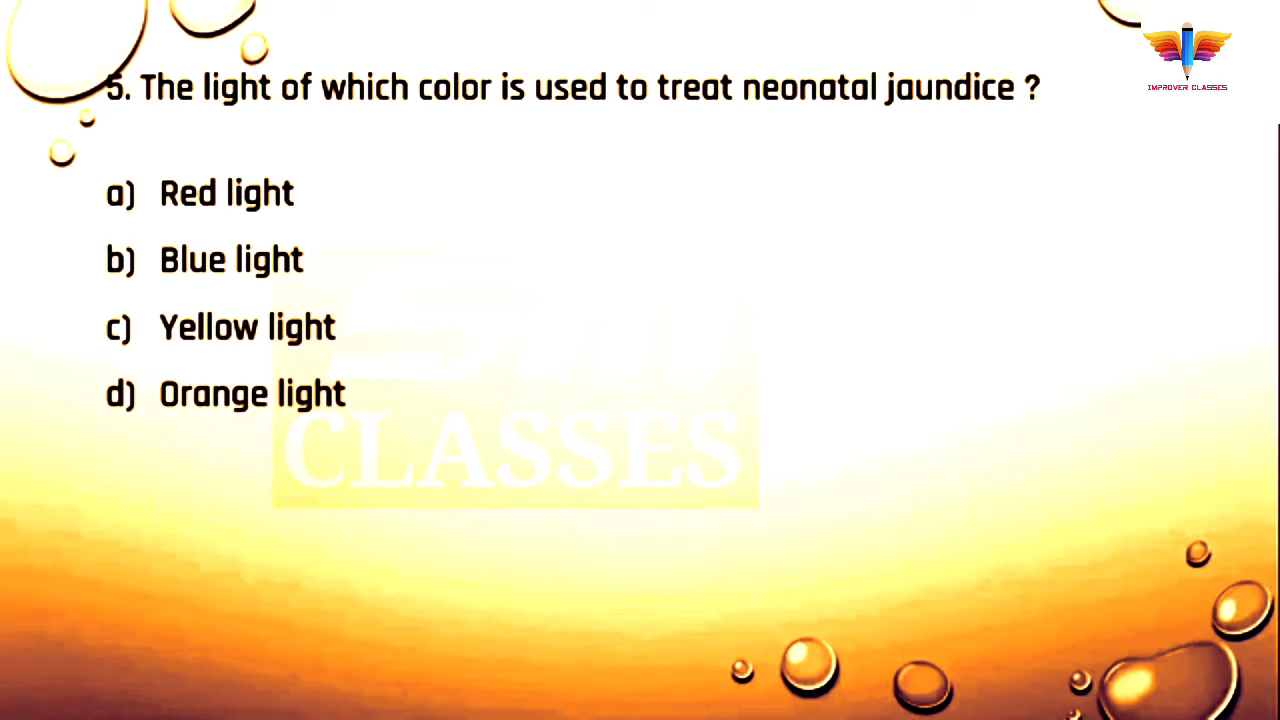 IMPROVER CLASSES
5. The light of which color is used to treat neonatal jaundice ?
a) Red light
b) Blue light
c) Yellow light
d) Orange light
CLASSES